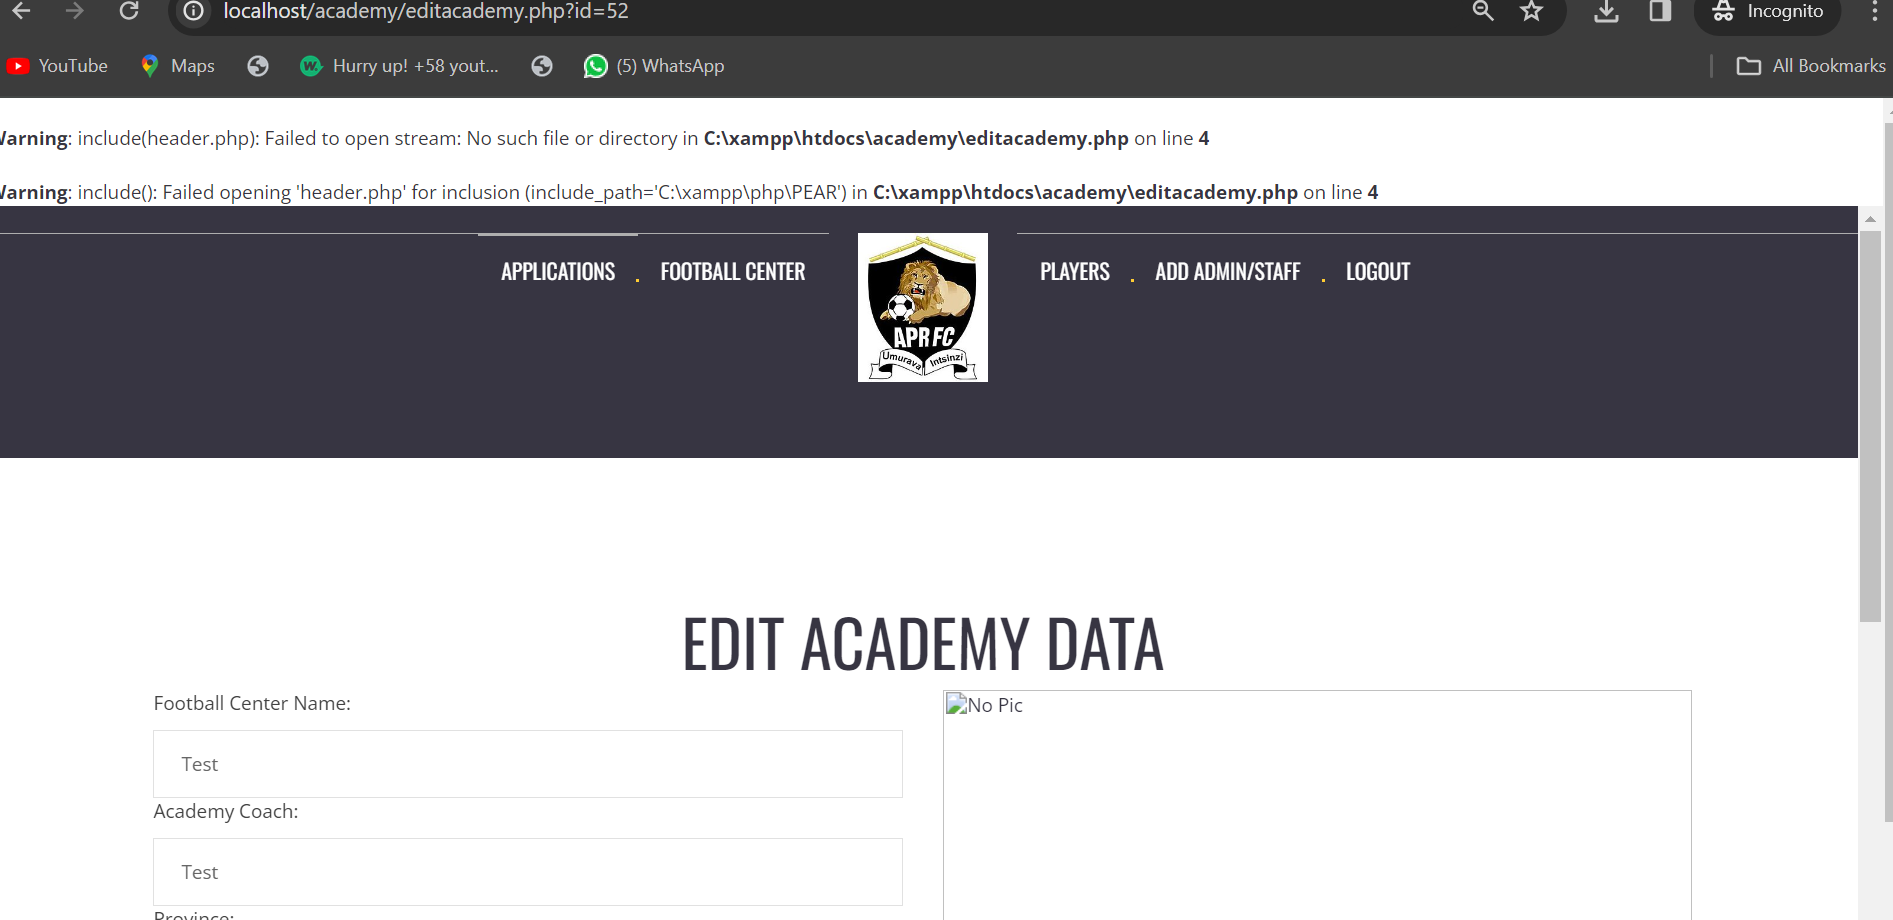 localhost/academy/editacademy.php?id=52
Incognito
YouTube
Maps
Hurry up! +58 yout...
(5) WhatsApp
All Bookmarks
Warning: include(header.php): Failed to open stream: No such file or directory in C:\xampp\htdocs\academy\editacademy.php on line 4
Warning: include(): Failed opening 'header.php' for inclusion (include_path='C:\xampp\php\PEAR') in C:\xampp\htdocs\academy\editacademy.php on line 4
APPLICATIONS . FOOTBALL CENTER
APR FC
Umurava Intsinzi
PLAYERS . ADD ADMIN/STAFF . LOGOUT
EDIT ACADEMY DATA
Football Center Name:
Test
Academy Coach:
Test
Province:
No Pic